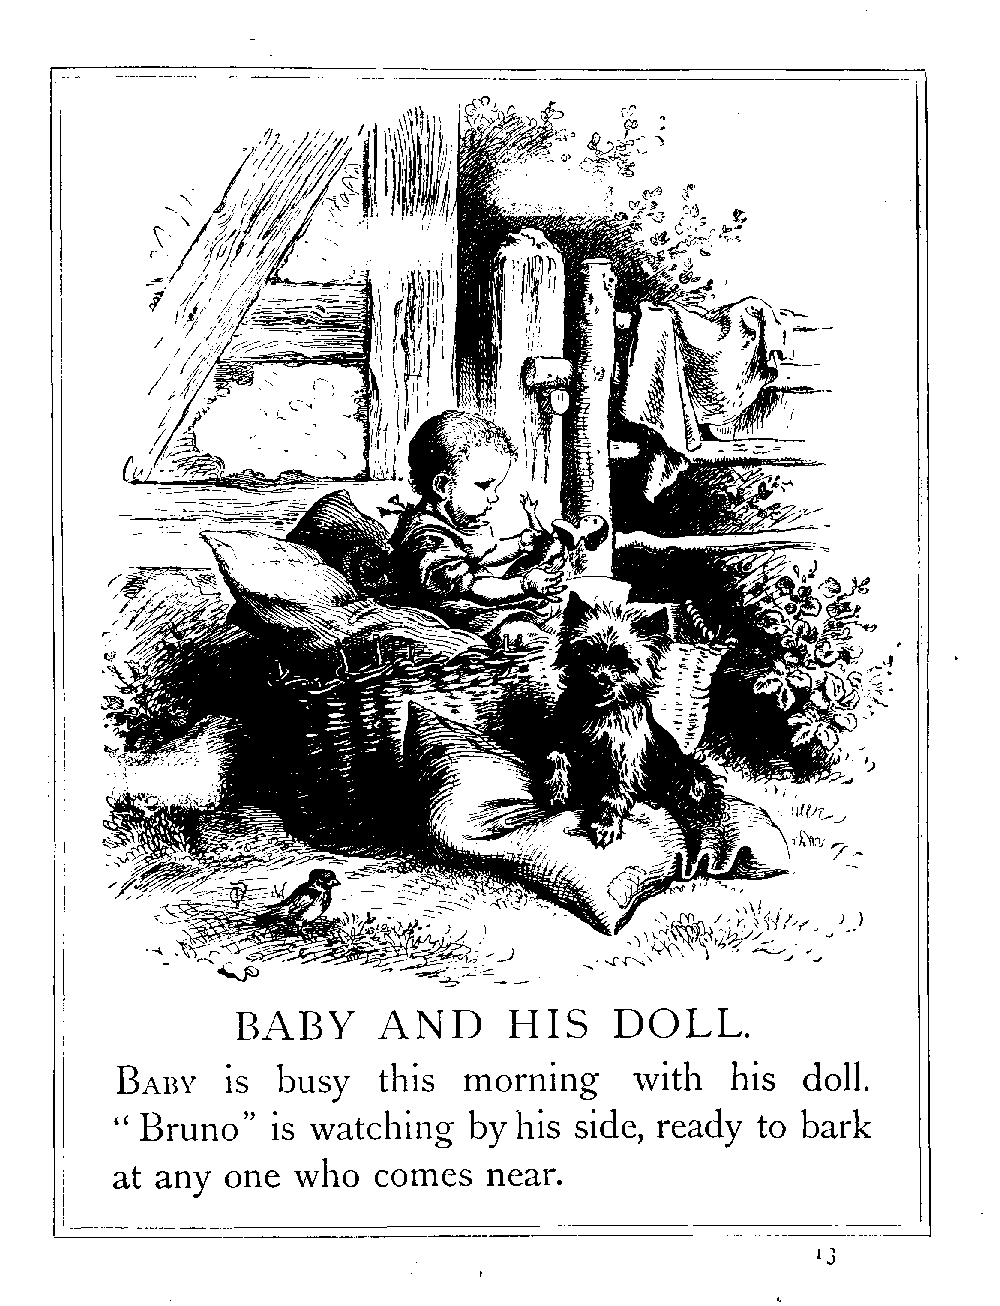 BABY AND HIS DOLL.
BABY is busy this morning with his doll.
“Bruno” is watching by his side, ready to bark
at any one who comes near.
13